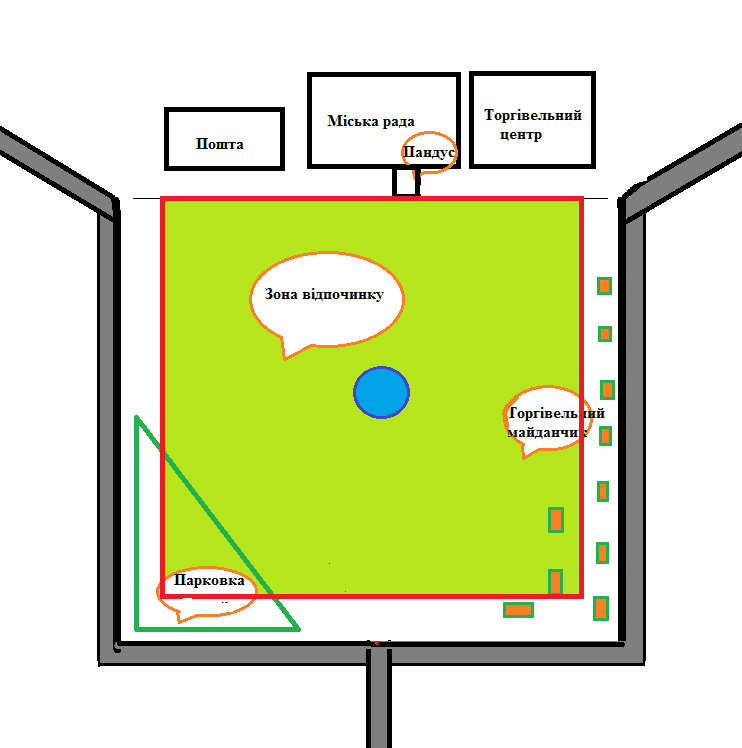 Пошта
Міська рада
Пандус
Торгівельний
центр
Зона відпочинку
Торгівельний
майданчик
Парковка